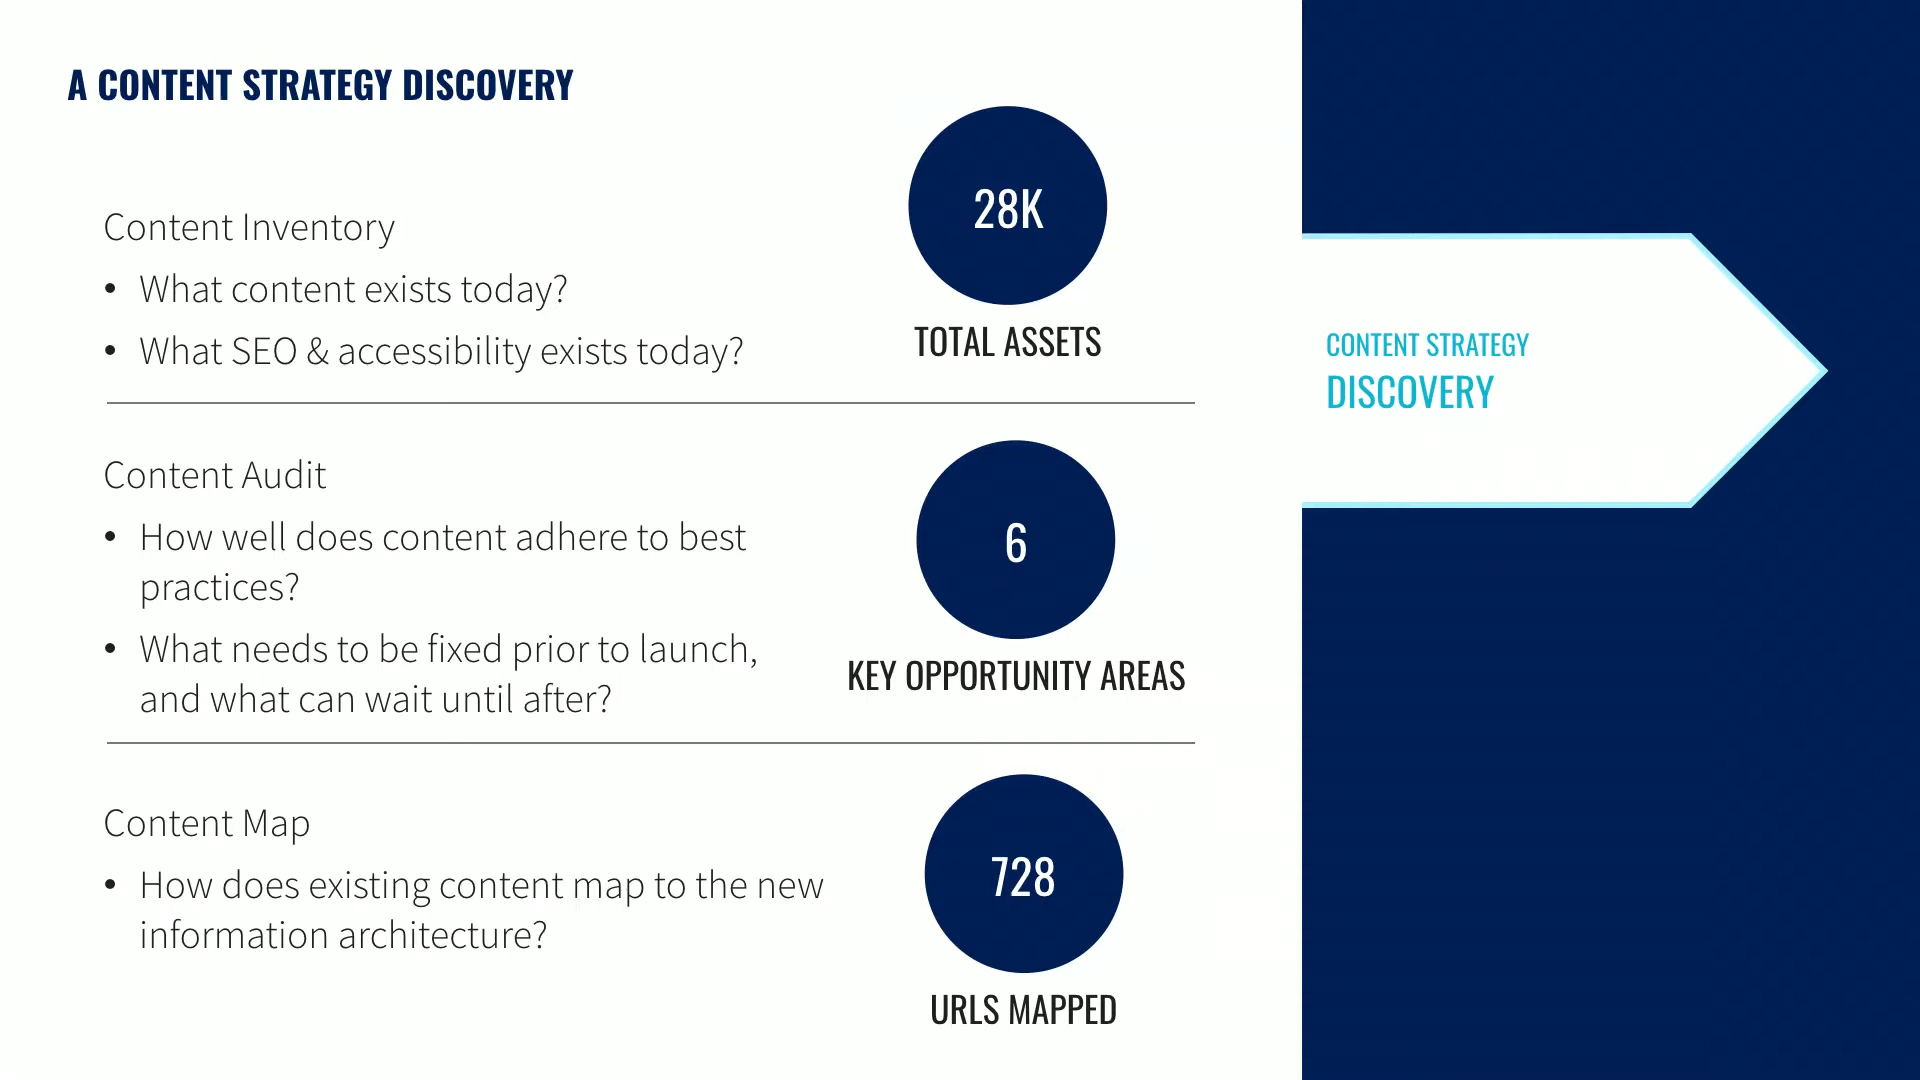 A CONTENT STRATEGY DISCOVERY
Content Inventory
• What content exists today?
• What SEO & accessibility exists today?
28K
TOTAL ASSETS
Content Audit
• How well does content adhere to best
practices?
• What needs to be fixed prior to launch,
and what can wait until after?
6
KEY OPPORTUNITY AREAS
Content Map
• How does existing content map to the new
information architecture?
728
URLS MAPPED
CONTENT STRATEGY
DISCOVERY